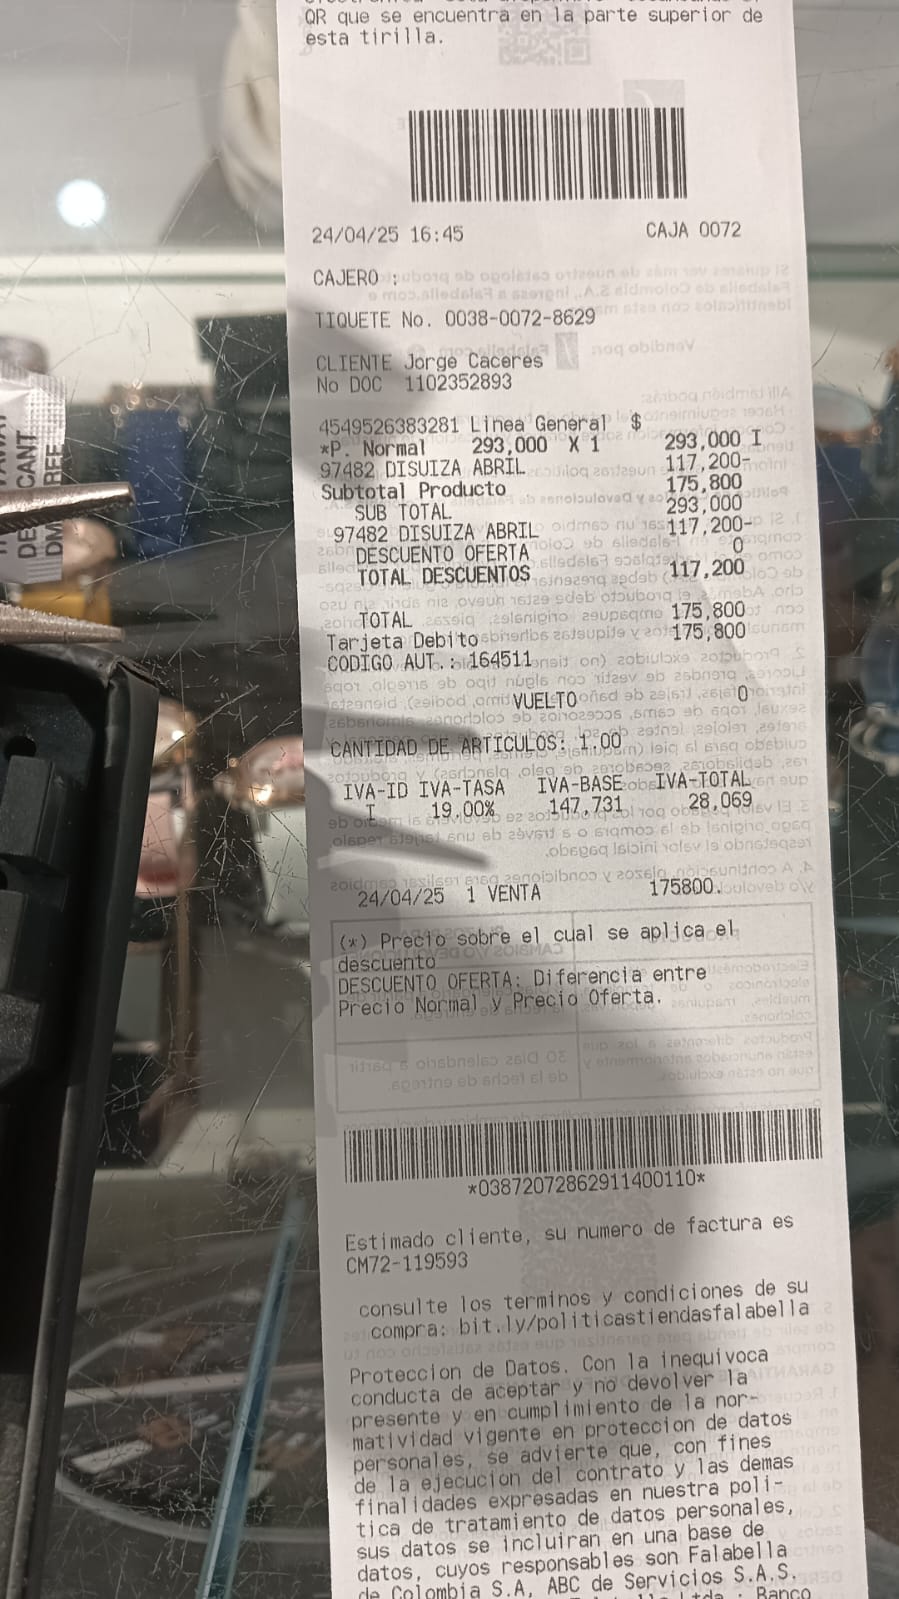 QR que se encuentra en la parte superior de
esta tirilla.
24/04/25 16:45 CAJA 0072
CAJERO :
TIQUETE No. 0038-0072-8629
CLIENTE Jorge Caceres
No DOC 1102352893
4549526383281 Linea General $
*P. Normal 293,000 X 1 293,000 I
97482 DISUIZA ABRIL 117,200-
Subtotal Producto 175,800
SUB TOTAL 293,000
97482 DISUIZA ABRIL 117,200-
DESCUENTO OFERTA 0
TOTAL DESCUENTOS 117,200
TOTAL 175,800
Tarjeta Debito 175,800
CODIGO AUT.: 164511
VUELTO 0
CANTIDAD DE ARTICULOS: 1.00
IVA-ID IVA-TASA IVA-BASE IVA-TOTAL
I 19,00% 147,731 28,069
24/04/25 1 VENTA 175800.
(*) Precio sobre el cual se aplica el
descuento
DESCUENTO OFERTA: Diferencia entre
Precio Normal y Precio Oferta.
*03872072862911400110*
Estimado cliente, su numero de factura es
CM72-119593
consulte los terminos y condiciones de su
compra: bit.ly/politicastiendasfalabella
Proteccion de Datos. Con la inequivoca
conducta de aceptar y no devolver la
presente y en cumplimiento de la nor-
matividad vigente en proteccion de datos
personales, se advierte que, con fines
de la ejecucion del contrato y las demas
finalidades expresadas en nuestra poli-
tica de tratamiento de datos personales,
sus datos se incluiran en una base de
datos, cuyos responsables son Falabella
de Colombia S.A, ABC de Servicios S.A.S.